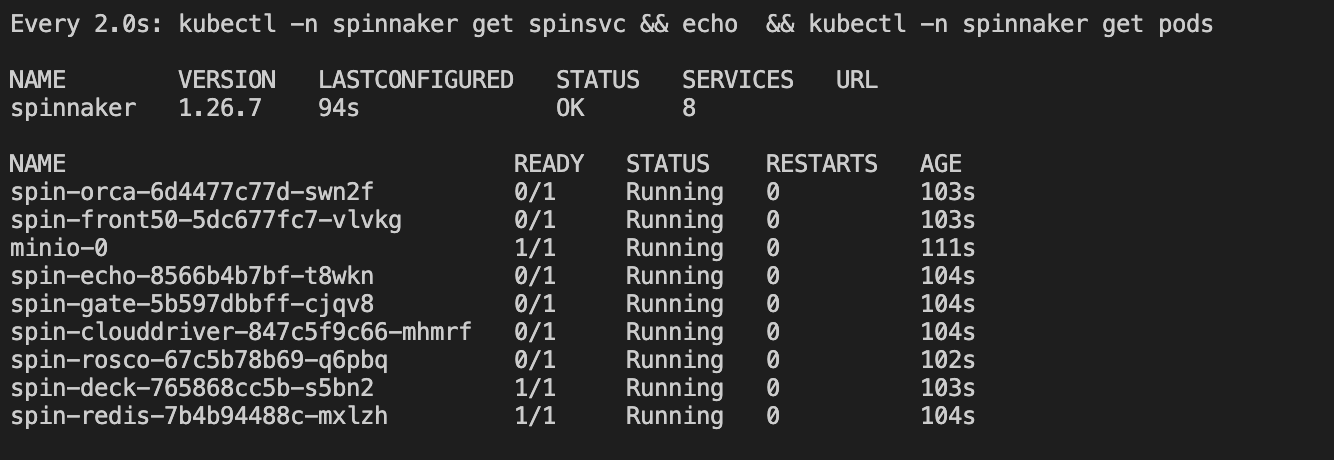 Every 2.0s: kubectl -n spinnaker get spinsvc && echo  && kubectl -n spinnaker get pods
NAME        VERSION   LASTCONFIGURED   STATUS   SERVICES   URL
spinnaker   1.26.7    94s              OK       8
NAME                                READY   STATUS    RESTARTS   AGE
spin-orca-6d4477c77d-swn2f          0/1     Running   0          103s
spin-front50-5dc677fc7-vlvkg        0/1     Running   0          103s
minio-0                             1/1     Running   0          111s
spin-echo-8566b4b7bf-t8wkn          0/1     Running   0          104s
spin-gate-5b597dbbff-cjqv8          0/1     Running   0          104s
spin-clouddriver-847c5f9c66-mhmrf   0/1     Running   0          104s
spin-rosco-67c5b78b69-q6pbq         0/1     Running   0          102s
spin-deck-765868cc5b-s5bn2          1/1     Running   0          103s
spin-redis-7b4b94488c-mxlzh         1/1     Running   0          104s